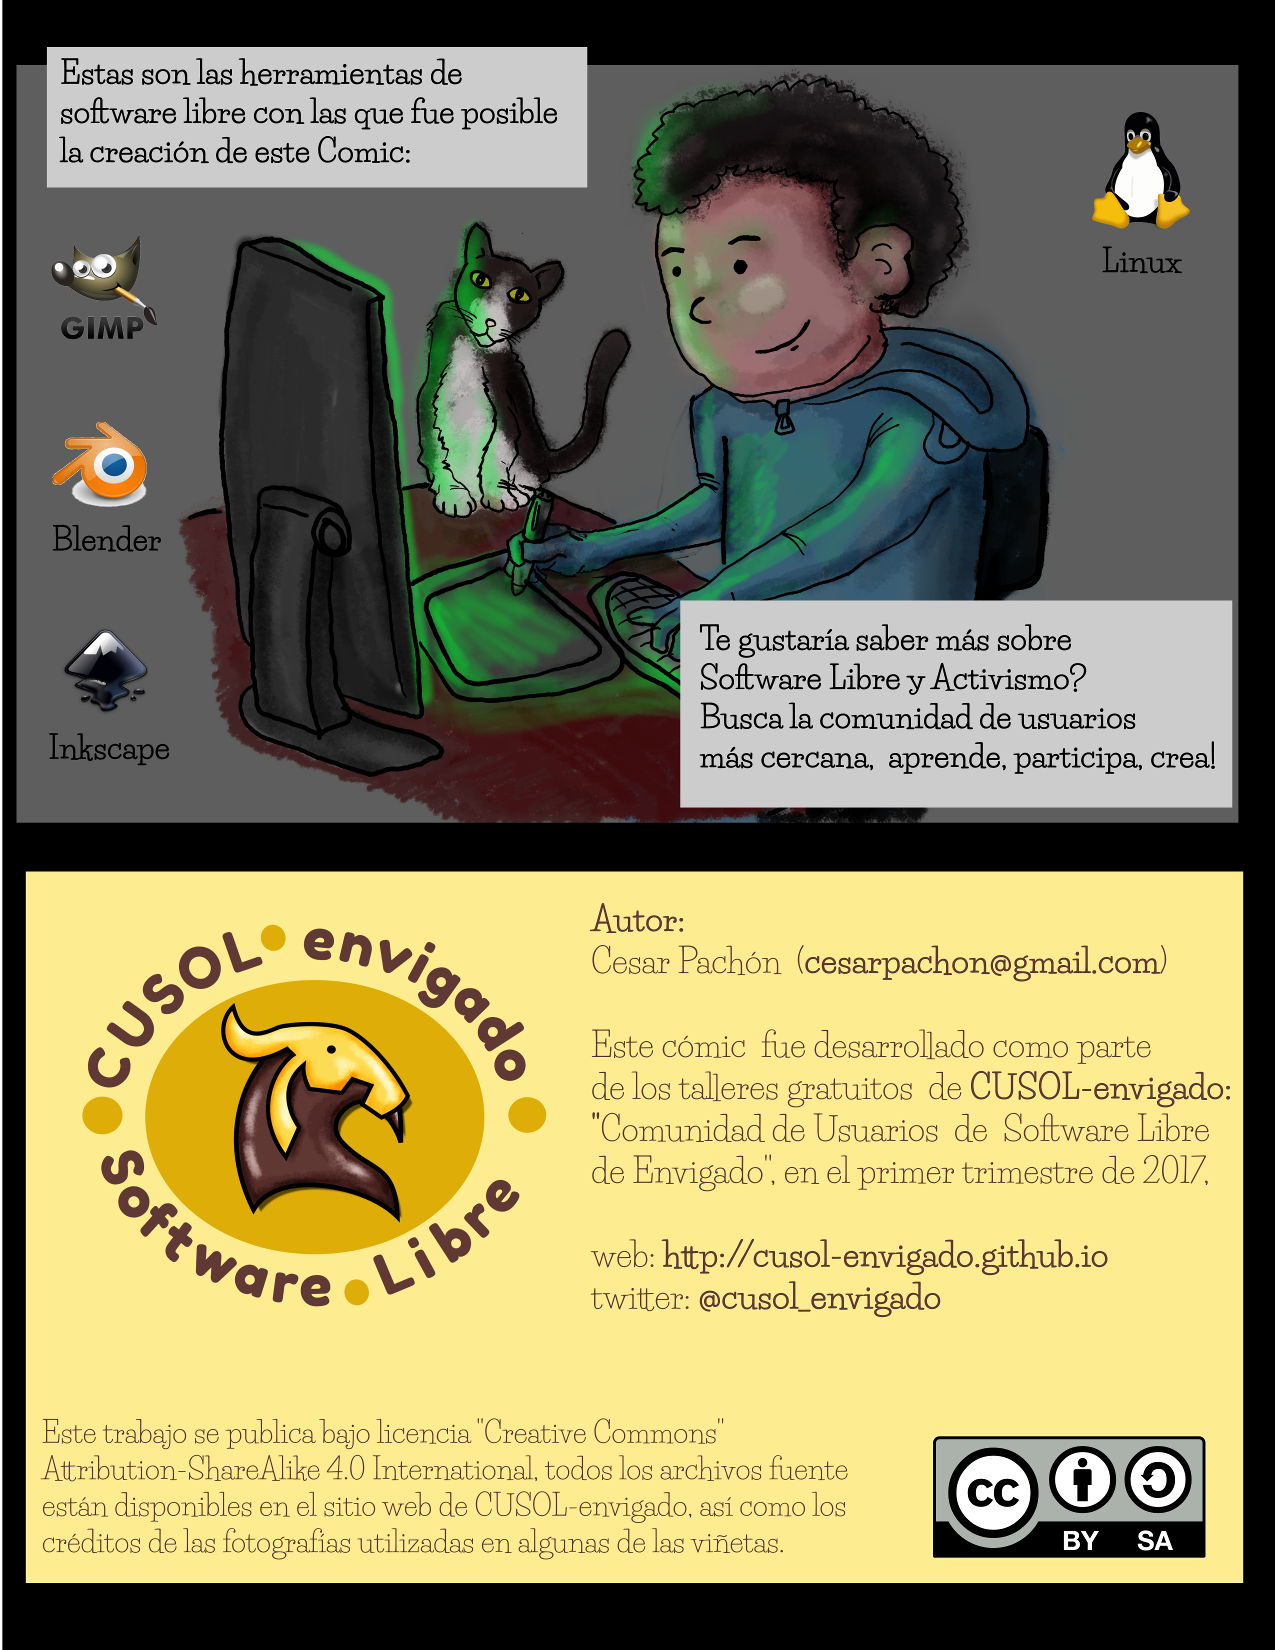 Estas son las herramientas de
software libre con las que fue posible
la creación de este Comic:
Linux
GIMP
Blender
Inkscape
Te gustaría saber más sobre
Software Libre y Activismo?
Busca la comunidad de usuarios
más cercana,  aprende, participa, crea!
CUSOL envigado
Software Libre
Autor:
Cesar Pachón  (cesarpachon@gmail.com)
Este cómic  fue desarrollado como parte
de los talleres gratuitos  de CUSOL-envigado:
"Comunidad de Usuarios  de  Software Libre
de Envigado", en el primer trimestre de 2017,
web: http://cusol-envigado.github.io
twitter: @cusol_envigado
Este trabajo se publica bajo licencia "Creative Commons"
Attribution-ShareAlike 4.0 International, todos los archivos fuente
están disponibles en el sitio web de CUSOL-envigado, así como los
créditos de las fotografías utilizadas en algunas de las viñetas.
cc
BY SA